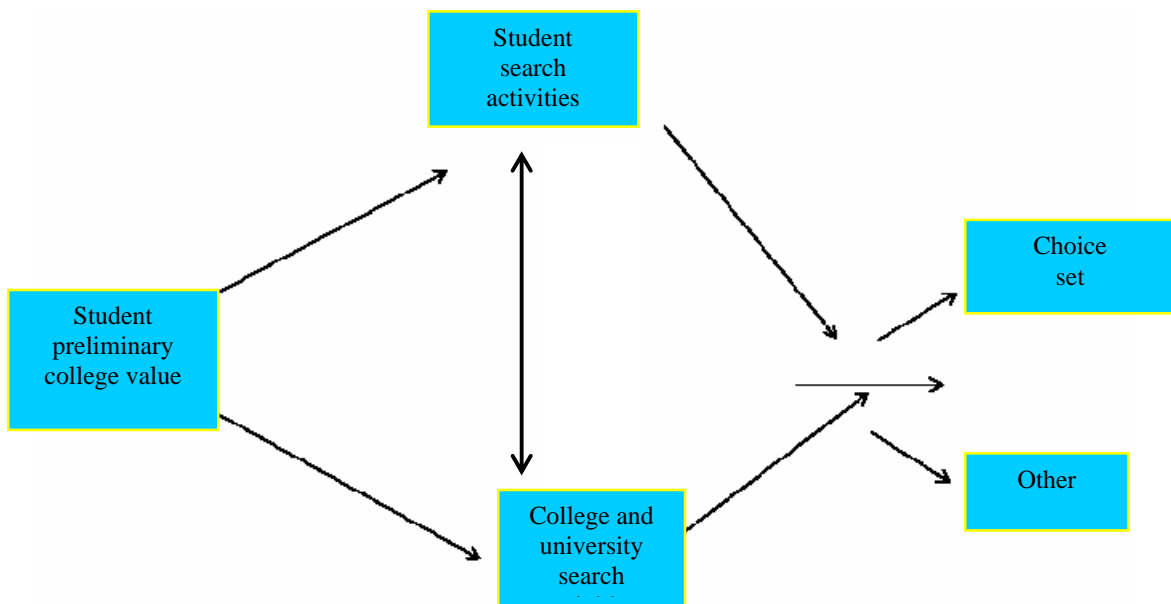 Student
search
activities
Choice
set
Student
preliminary
college value
Other
College and
university
search